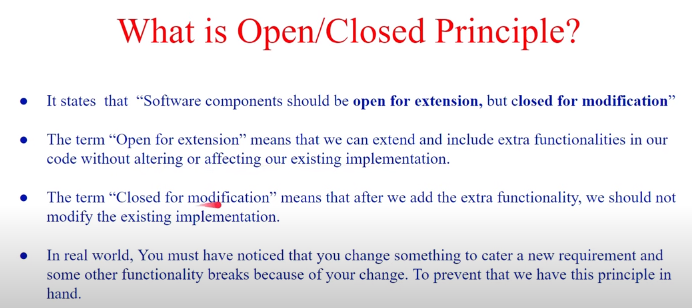 What is Open/Closed Principle?
● It states that “Software components should be open for extension, but closed for modification”
● The term “Open for extension” means that we can extend and include extra functionalities in our
code without altering or affecting our existing implementation.
● The term “Closed for modification” means that after we add the extra functionality, we should not
modify the existing implementation.
● In real world, You must have noticed that you change something to cater a new requirement and
some other functionality breaks because of your change. To prevent that we have this principle in
hand.